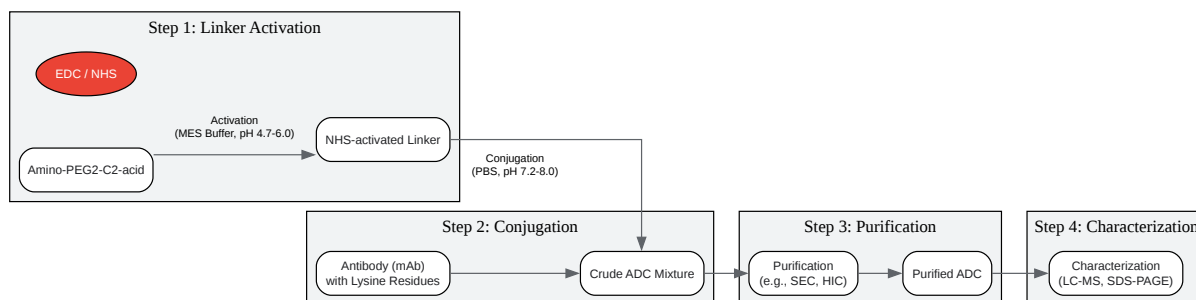 Step 1: Linker Activation
EDC / NHS
Activation
(MES Buffer, pH 4.7-6.0)
Amino-PEG2-C2-acid
NHS-activated Linker
Conjugation
(PBS, pH 7.2-8.0)
Step 2: Conjugation
Antibody (mAb)
with Lysine Residues
Crude ADC Mixture
Step 3: Purification
Purification
(e.g., SEC, HIC)
Purified ADC
Step 4: Characterization
Characterization
(LC-MS, SDS-PAGE)